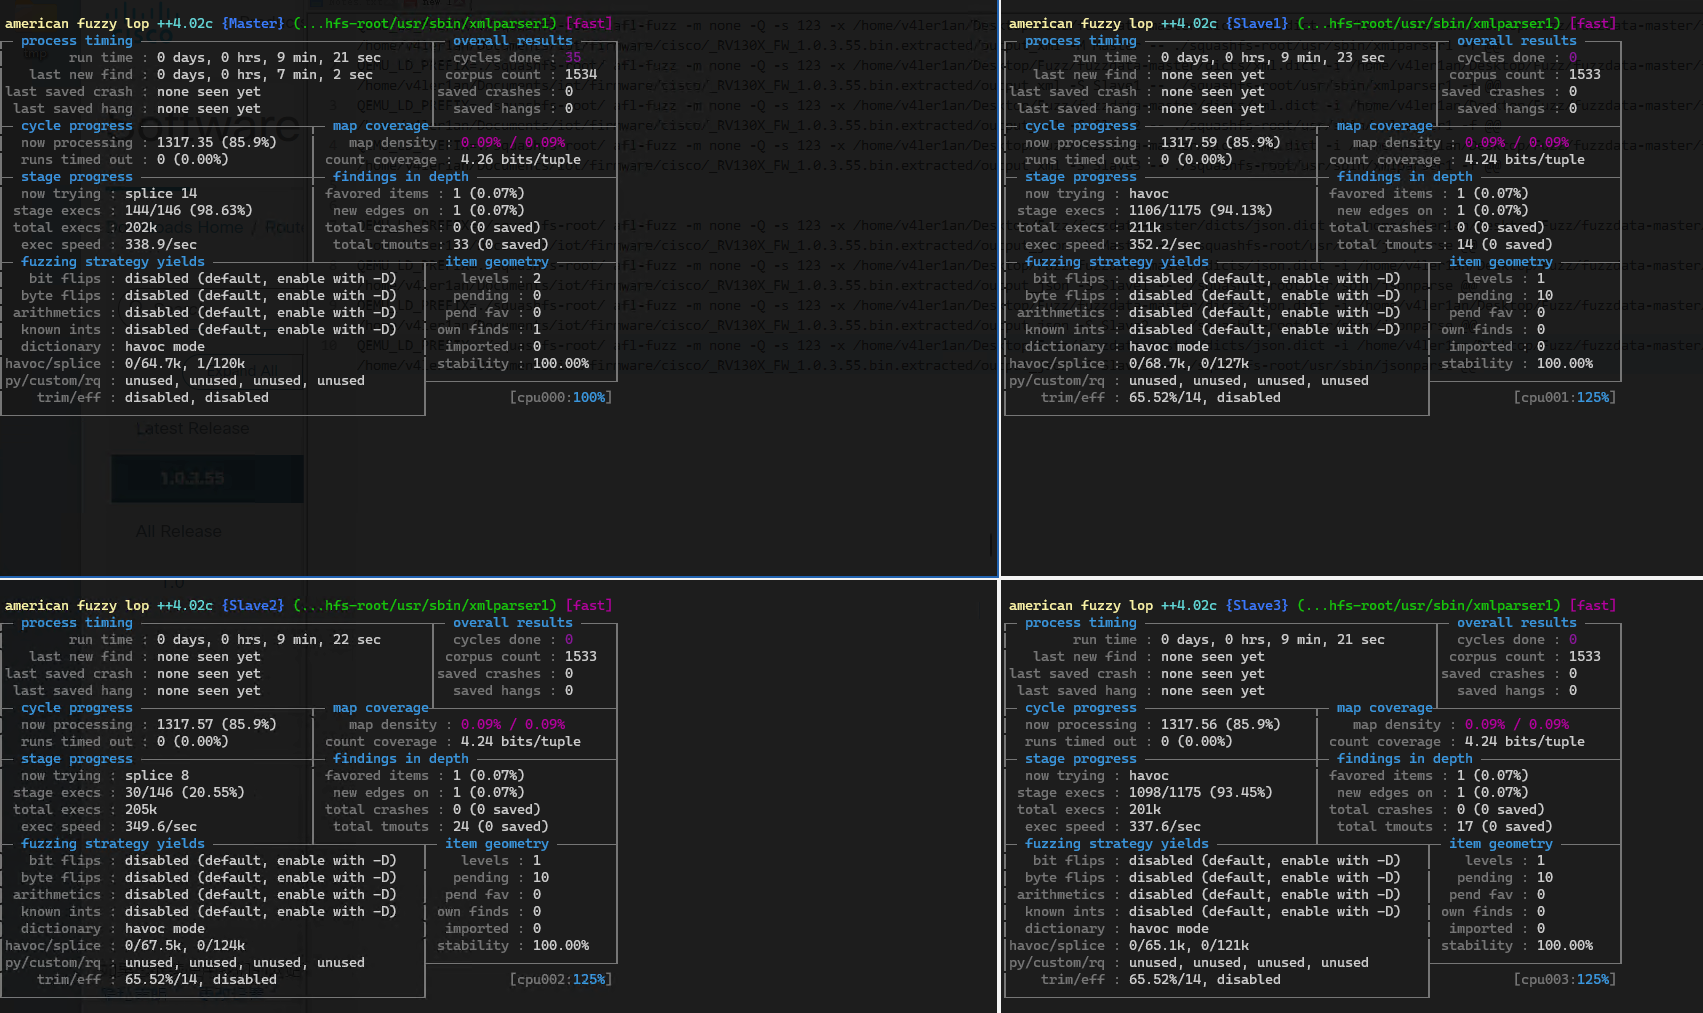 american fuzzy lop ++4.02c {Master} (...hfs-root/usr/sbin/xmlparser1) [fast]
process timing
overall results
run time : 0 days, 0 hrs, 9 min, 21 sec
cycles done : 35
last new find : 0 days, 0 hrs, 7 min, 2 sec
corpus count : 1534
last saved crash : none seen yet
saved crashes : 0
last saved hang : none seen yet
saved hangs : 0
cycle progress
map coverage
now processing : 1317.35 (85.9%)
map density : 0.09% / 0.09%
runs timed out : 0 (0.00%)
count coverage : 4.26 bits/tuple
stage progress
findings in depth
now trying : splice 14
favored items : 1 (0.07%)
stage execs : 144/146 (98.63%)
new edges on : 1 (0.07%)
total execs : 202k
total crashes : 0 (0 saved)
exec speed : 338.9/sec
total tmouts : 33 (0 saved)
fuzzing strategy yields
item geometry
bit flips : disabled (default, enable with -D)
levels : 2
byte flips : disabled (default, enable with -D)
pending : 0
arithmetics : disabled (default, enable with -D)
pend fav : 0
known ints : disabled (default, enable with -D)
own finds : 1
dictionary : havoc mode
imported : 0
havoc/splice : 0/64.7k, 1/120k
stability : 100.00%
py/custom/rq : unused, unused, unused, unused
trim/eff : disabled, disabled
[cpu000:100%]
Software
Latest Release
1.0.3.55
All Release
american fuzzy lop ++4.02c {Slave1} (...hfs-root/usr/sbin/xmlparser1) [fast]
process timing
overall results
run time : 0 days, 0 hrs, 9 min, 23 sec
cycles done : 0
last new find : none seen yet
corpus count : 1533
last saved crash : none seen yet
saved crashes : 0
last saved hang : none seen yet
saved hangs : 0
cycle progress
map coverage
now processing : 1317.59 (85.9%)
map density : 0.09% / 0.09%
runs timed out : 0 (0.00%)
count coverage : 4.24 bits/tuple
stage progress
findings in depth
now trying : havoc
favored items : 1 (0.07%)
stage execs : 1106/1175 (94.13%)
new edges on : 1 (0.07%)
total execs : 211k
total crashes : 0 (0 saved)
exec speed : 352.2/sec
total tmouts : 14 (0 saved)
fuzzing strategy yields
item geometry
bit flips : disabled (default, enable with -D)
levels : 1
byte flips : disabled (default, enable with -D)
pending : 10
arithmetics : disabled (default, enable with -D)
pend fav : 0
known ints : disabled (default, enable with -D)
own finds : 0
dictionary : havoc mode
imported : 0
havoc/splice : 0/68.7k, 0/127k
stability : 100.00%
py/custom/rq : unused, unused, unused, unused
trim/eff : 65.52%/14, disabled
[cpu001:125%]
american fuzzy lop ++4.02c {Slave2} (...hfs-root/usr/sbin/xmlparser1) [fast]
process timing
overall results
run time : 0 days, 0 hrs, 9 min, 22 sec
cycles done : 0
last new find : none seen yet
corpus count : 1533
last saved crash : none seen yet
saved crashes : 0
last saved hang : none seen yet
saved hangs : 0
cycle progress
map coverage
now processing : 1317.57 (85.9%)
map density : 0.09% / 0.09%
runs timed out : 0 (0.00%)
count coverage : 4.24 bits/tuple
stage progress
findings in depth
now trying : splice 8
favored items : 1 (0.07%)
stage execs : 30/146 (20.55%)
new edges on : 1 (0.07%)
total execs : 205k
total crashes : 0 (0 saved)
exec speed : 349.6/sec
total tmouts : 24 (0 saved)
fuzzing strategy yields
item geometry
bit flips : disabled (default, enable with -D)
levels : 1
byte flips : disabled (default, enable with -D)
pending : 10
arithmetics : disabled (default, enable with -D)
pend fav : 0
known ints : disabled (default, enable with -D)
own finds : 0
dictionary : havoc mode
imported : 0
havoc/splice : 0/67.5k, 0/124k
stability : 100.00%
py/custom/rq : unused, unused, unused, unused
trim/eff : 65.52%/14, disabled
[cpu002:125%]
american fuzzy lop ++4.02c {Slave3} (...hfs-root/usr/sbin/xmlparser1) [fast]
process timing
overall results
run time : 0 days, 0 hrs, 9 min, 21 sec
cycles done : 0
last new find : none seen yet
corpus count : 1533
last saved crash : none seen yet
saved crashes : 0
last saved hang : none seen yet
saved hangs : 0
cycle progress
map coverage
now processing : 1317.56 (85.9%)
map density : 0.09% / 0.09%
runs timed out : 0 (0.00%)
count coverage : 4.24 bits/tuple
stage progress
findings in depth
now trying : havoc
favored items : 1 (0.07%)
stage execs : 1098/1175 (93.45%)
new edges on : 1 (0.07%)
total execs : 201k
total crashes : 0 (0 saved)
exec speed : 337.6/sec
total tmouts : 17 (0 saved)
fuzzing strategy yields
item geometry
bit flips : disabled (default, enable with -D)
levels : 1
byte flips : disabled (default, enable with -D)
pending : 10
arithmetics : disabled (default, enable with -D)
pend fav : 0
known ints : disabled (default, enable with -D)
own finds : 0
dictionary : havoc mode
imported : 0
havoc/splice : 0/65.1k, 0/121k
stability : 100.00%
py/custom/rq : unused, unused, unused, unused
trim/eff : 65.52%/14, disabled
[cpu003:125%]